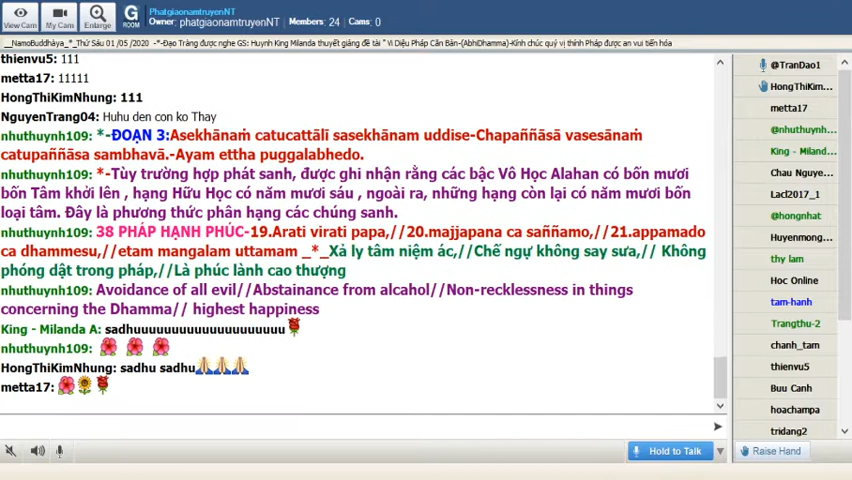 PhatgiaonamtruyenNT
Owner: phatgiaonamtruyenNT Members: 24 Cams: 0
View Cam
My Cam
Enlarge
G
ROOM
__NamoBuddhàya_*_Thứ Sáu 01 /05 /2020 -*-Đạo Tràng được nghe GS: Huynh King Milanda thuyết giảng đề tài " Vi Diệu Pháp Căn Bản-(AbhiDhamma)-Kính chúc quý vị thính Pháp được an vui tiến hóa
thienvu5: 111
metta17: 11111
HongThiKimNhung: 111
NguyenTrang04: Huhu den con ko Thay
nhuthuynh109: *-ĐOẠN 3:Asekhānaṁ catucattālī sasekhānam uddise-Chapaññāsā vasesānaṁ
catupaññāsa sambhavā.-Ayam ettha puggalabhedo.
nhuthuynh109: *-Tùy trường hợp phát sanh, được ghi nhận rằng các bậc Vô Học Alahan có bốn mươi
bốn Tâm khởi lên , hạng Hữu Học có năm mươi sáu , ngoài ra, những hạng còn lại có năm mươi bốn
loại tâm. Đây là phương thức phân hạng các chúng sanh.
nhuthuynh109: 38 PHÁP HẠNH PHÚC-19.Arati virati papa,//20.majjapana ca saññamo,//21.appamado
ca dhammesu,//etam mangalam uttamam _*_Xả ly tâm niệm ác,//Chế ngự không say sưa,// Không
phóng dật trong pháp,//Là phúc lành cao thượng
nhuthuynh109: Avoidance of all evil//Abstainance from alcahol//Non-recklessness in things
concerning the Dhamma// highest happiness
King - Milanda A: sadhuuuuuuuuuuuuuuuuuuuu
nhuthuynh109:
HongThiKimNhung: sadhu sadhu
metta17:
Hold to Talk
@TranDao1
HongThiKim...
metta17
@nhuthuynh...
King - Miland...
Chau Nguye...
Lacl2017_1
@hongnhat
Huyenmong...
thy lam
Hoc Online
tam-hanh
Trangthu-2
chanh_tam
thienvu5
Buu Canh
hoachampa
tridang2
Raise Hand